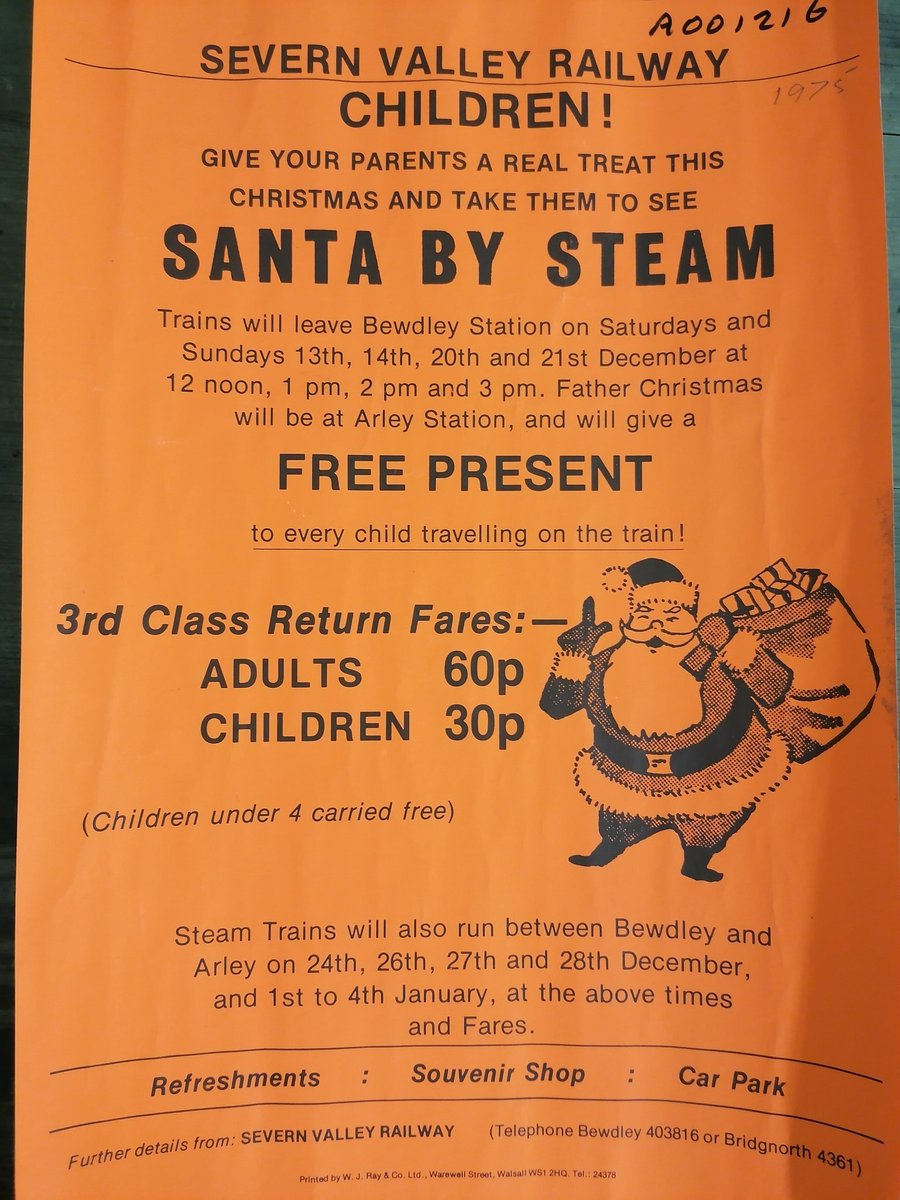 A001216
SEVERN VALLEY RAILWAY
1975
CHILDREN!
GIVE YOUR PARENTS A REAL TREAT THIS
CHRISTMAS AND TAKE THEM TO SEE
SANTA BY STEAM
Trains will leave Bewdley Station on Saturdays and
Sundays 13th, 14th, 20th and 21st December at
12 noon, 1 pm, 2 pm and 3 pm. Father Christmas
will be at Arley Station, and will give a
FREE PRESENT
to every child travelling on the train!
3rd Class Return Fares:—
ADULTS 60p
CHILDREN 30p
(Children under 4 carried free)
Steam Trains will also run between Bewdley and
Arley on 24th, 26th, 27th and 28th December,
and 1st to 4th January, at the above times
and Fares.
Refreshments : Souvenir Shop : Car Park
Further details from: SEVERN VALLEY RAILWAY (Telephone Bewdley 403816 or Bridgnorth 4361)
Printed by W. J. Ray & Co. Ltd., Warewell Street, Walsall WS1 2HQ. Tel.: 24378